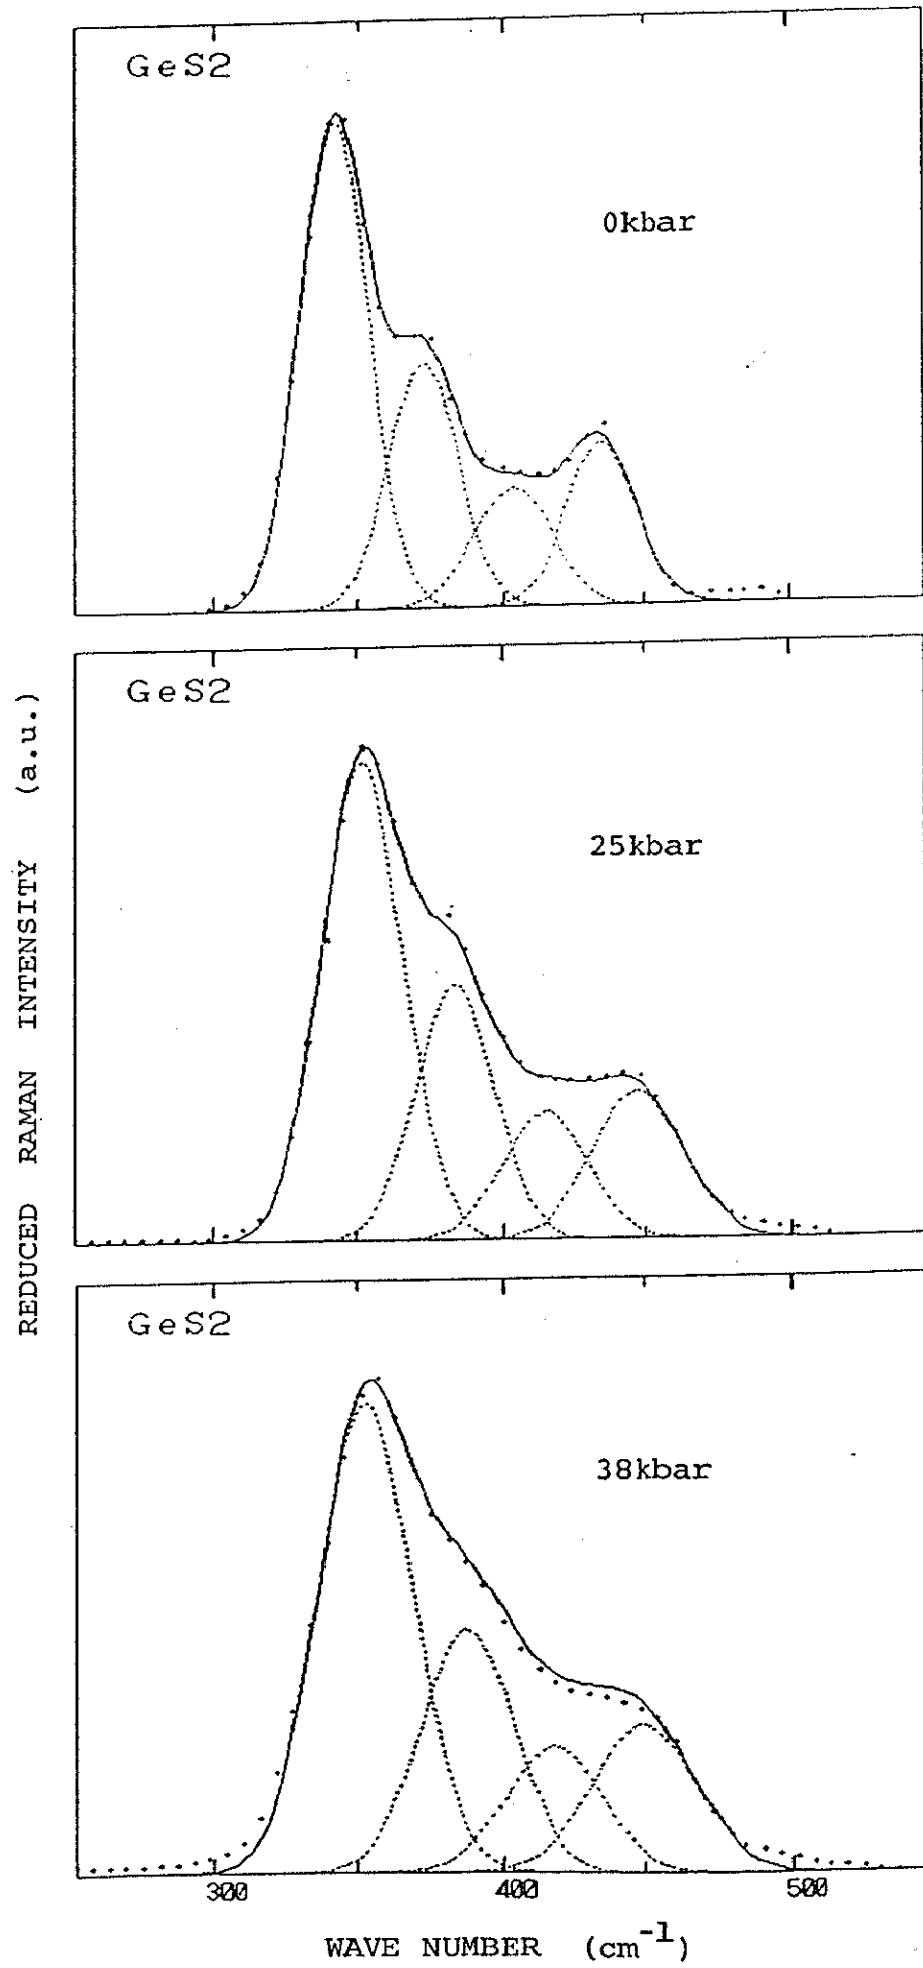 GeS2
0kbar
GeS2
25kbar
GeS2
38kbar
REDUCED RAMAN INTENSITY (a.u.)
300 400 500
WAVE NUMBER (cm-1)